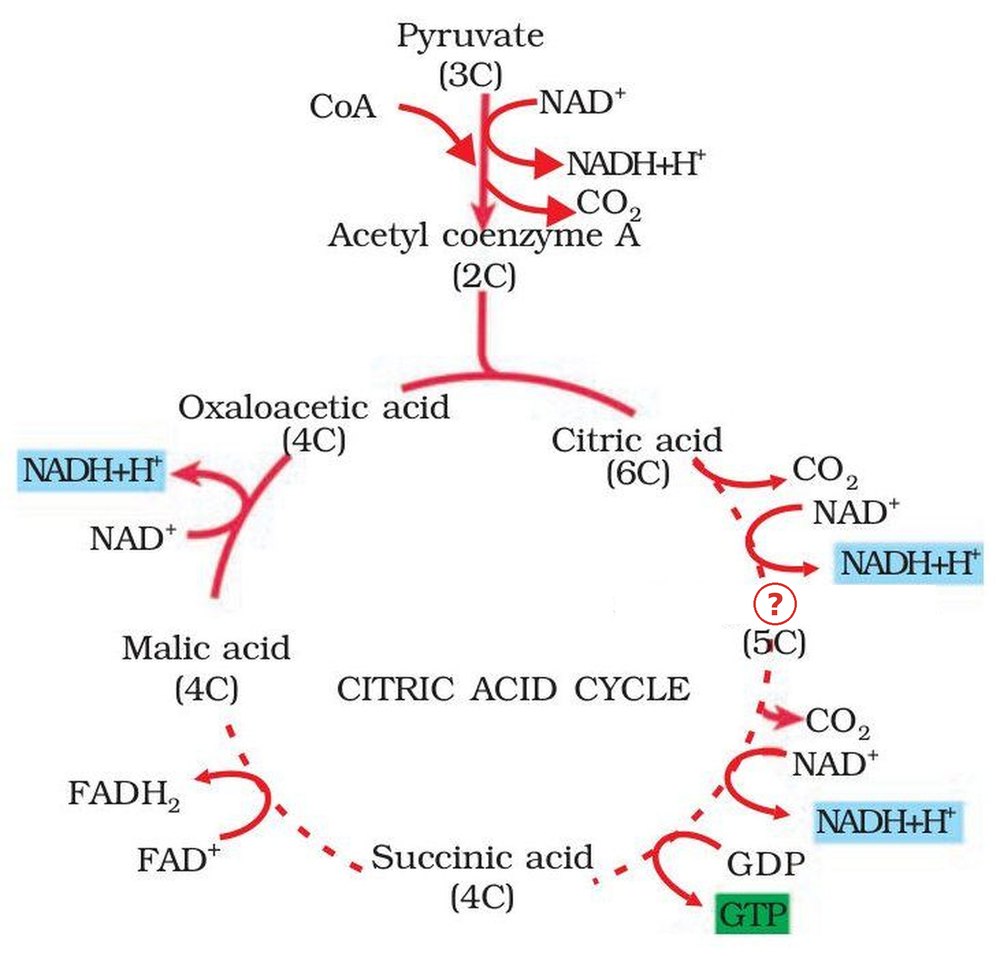 Pyruvate
(3C)
CoA
NAD⁺
NADH+H⁺
CO₂
Acetyl coenzyme A
(2C)
Oxaloacetic acid
(4C)
Citric acid
(6C)
NADH+H⁺
NAD⁺
CO₂
NAD⁺
NADH+H⁺
?
(5C)
Malic acid
(4C)
CITRIC ACID CYCLE
CO₂
NAD⁺
NADH+H⁺
FADH₂
FAD⁺
Succinic acid
(4C)
GDP
GTP